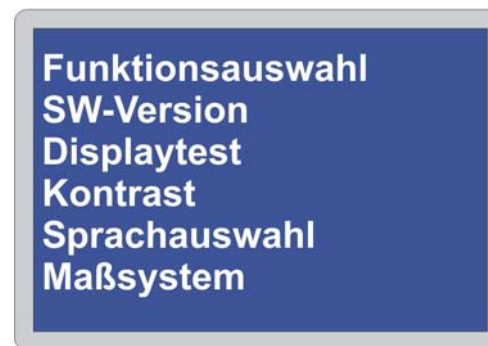 Funktionsauswahl
SW-Version
Displaytest
Kontrast
Sprachauswahl
Maßsystem